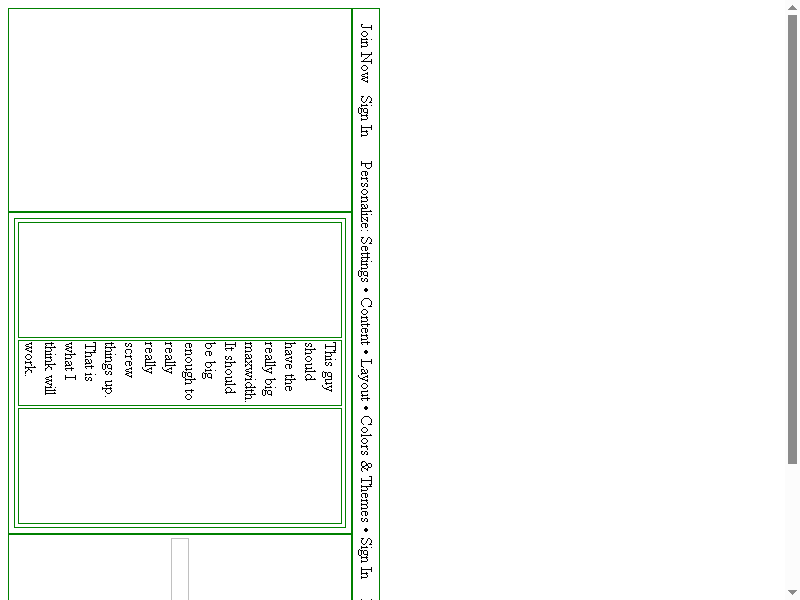 Join Now Sign In Personalize: Settings • Content • Layout • Colors & Themes • Sign In
This guy
should
have the
really big
maxwidth.
It should
be big
enough to
really
really
screw
things up.
That is
what I
think will
work.